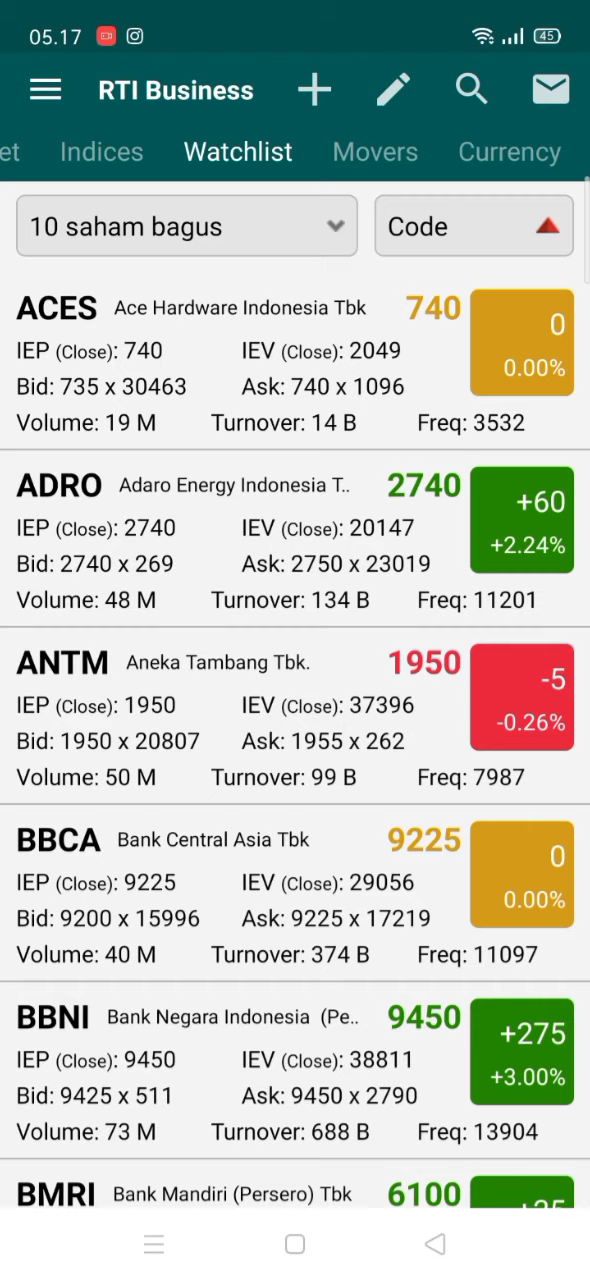 05.17 45
RTI Business
et Indices Watchlist Movers Currency
10 saham bagus Code
ACES Ace Hardware Indonesia Tbk 740 0
IEP (Close): 740 IEV (Close): 2049 0.00%
Bid: 735 x 30463 Ask: 740 x 1096
Volume: 19 M Turnover: 14 B Freq: 3532
ADRO Adaro Energy Indonesia T.. 2740 +60
IEP (Close): 2740 IEV (Close): 20147 +2.24%
Bid: 2740 x 269 Ask: 2750 x 23019
Volume: 48 M Turnover: 134 B Freq: 11201
ANTM Aneka Tambang Tbk. 1950 -5
IEP (Close): 1950 IEV (Close): 37396 -0.26%
Bid: 1950 x 20807 Ask: 1955 x 262
Volume: 50 M Turnover: 99 B Freq: 7987
BBCA Bank Central Asia Tbk 9225 0
IEP (Close): 9225 IEV (Close): 29056 0.00%
Bid: 9200 x 15996 Ask: 9225 x 17219
Volume: 40 M Turnover: 374 B Freq: 11097
BBNI Bank Negara Indonesia (Pe.. 9450 +275
IEP (Close): 9450 IEV (Close): 38811 +3.00%
Bid: 9425 x 511 Ask: 9450 x 2790
Volume: 73 M Turnover: 688 B Freq: 13904
BMRI Bank Mandiri (Persero) Tbk 6100